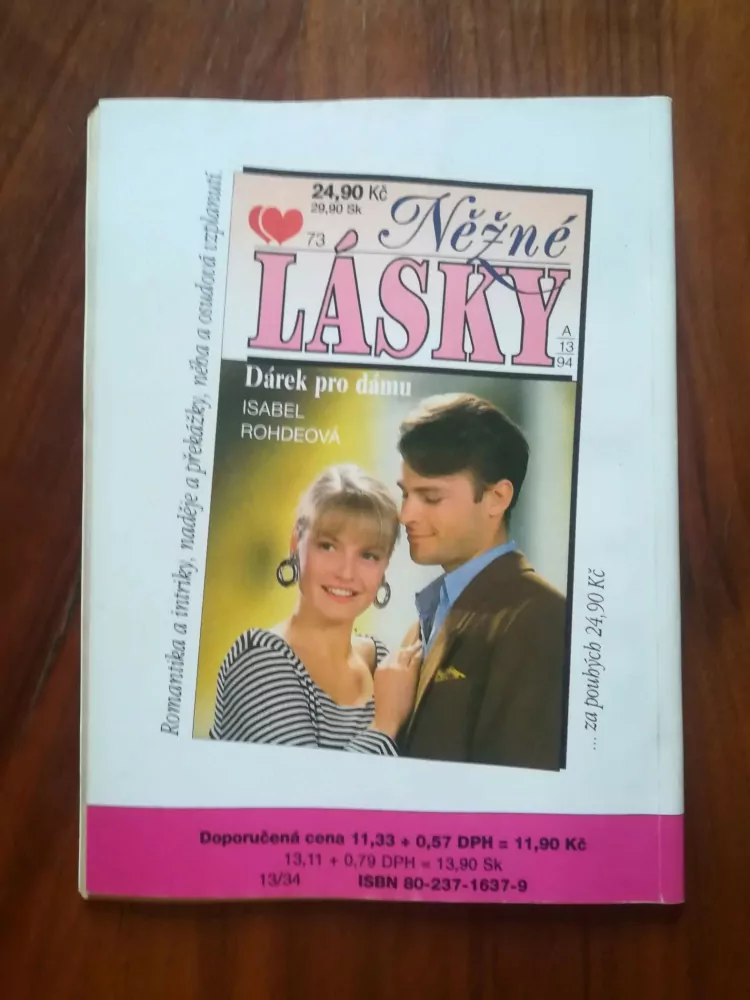 Romantika a intriky, naděje a překážky, něha a osudová vzplanutí
24,90 Kč
29,90 Sk
73
Něžné
LÁSKY
A
13
94
Dárek pro dámu
ISABEL
ROHDEOVÁ
... za pouhých 24,90 Kč
Doporučená cena 11,33 + 0,57 DPH = 11,90 Kč
13,11 + 0,79 DPH = 13,90 Sk
13/34 ISBN 80-237-1637-9